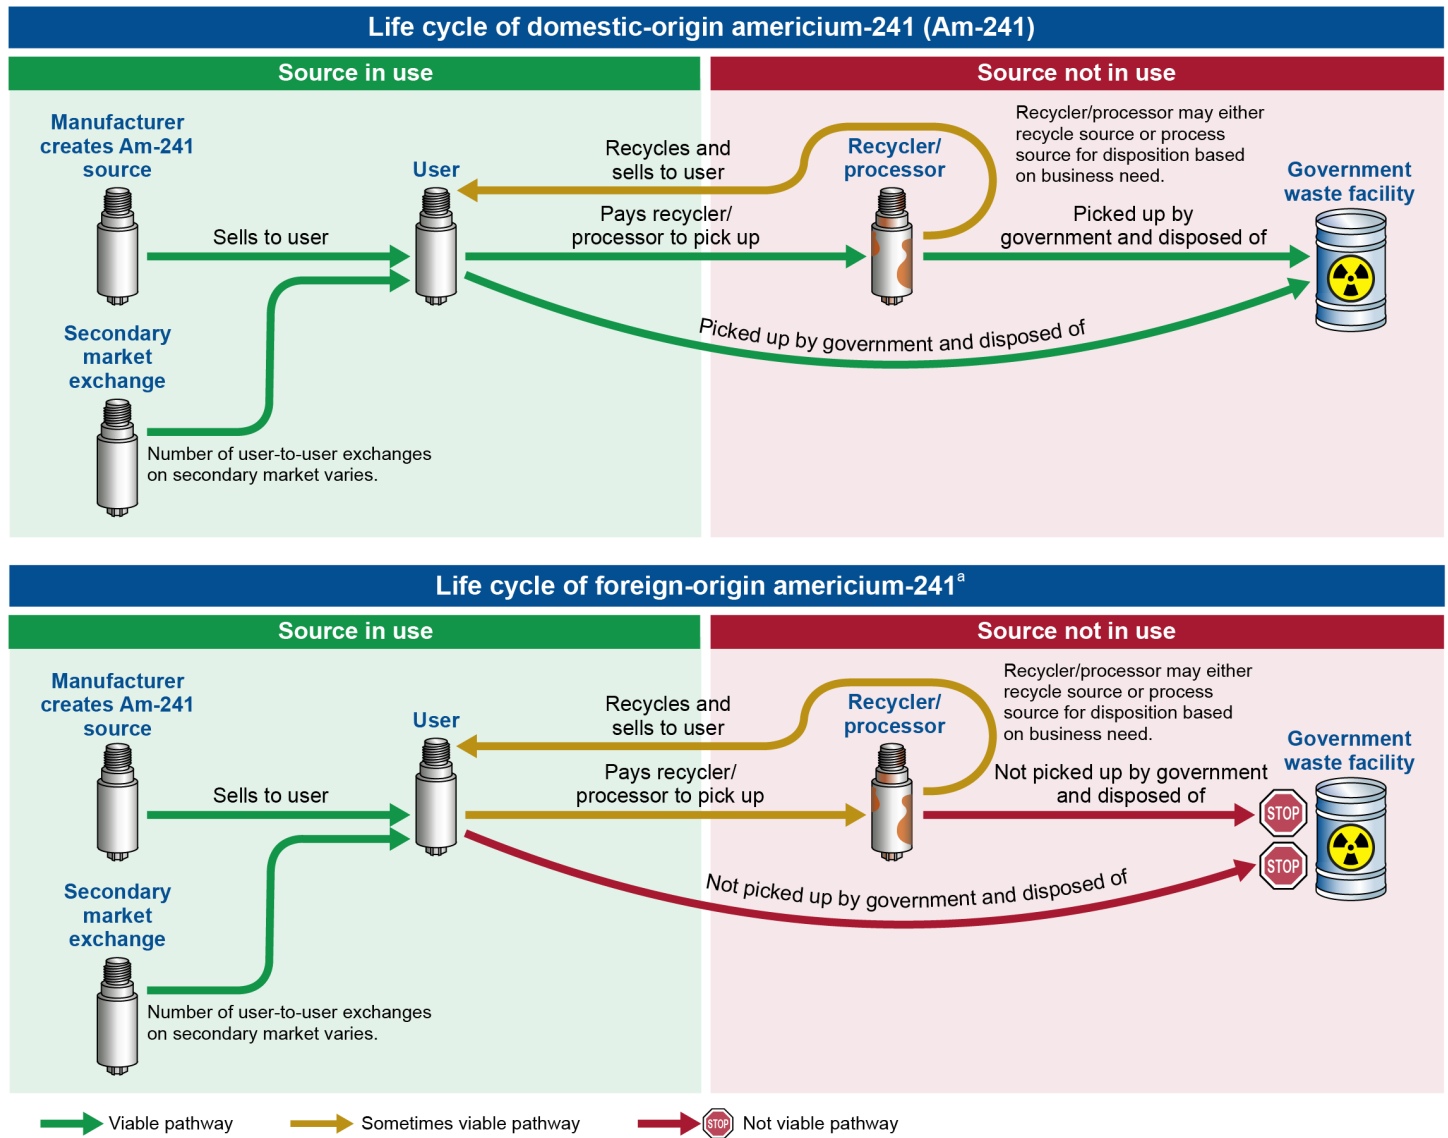 Life cycle of domestic-origin americium-241 (Am-241)
Source in use
Source not in use
Manufacturer
creates Am-241
source
User
Recycles and
sells to user
Recycler/
processor
Recycler/processor may either
recycle source or process
source for disposition based
on business need.
Government
waste facility
Sells to user
Pays recycler/
processor to pick up
Picked up by
government and disposed of
Picked up by government and disposed of
Secondary
market
exchange
Number of user-to-user exchanges
on secondary market varies.
Life cycle of foreign-origin americium-241a
Source in use
Source not in use
Manufacturer
creates Am-241
source
User
Recycles and
sells to user
Recycler/
processor
Recycler/processor may either
recycle source or process
source for disposition based
on business need.
Government
waste facility
Sells to user
Pays recycler/
processor to pick up
Not picked up by government
and disposed of
STOP
STOP
Not picked up by government and disposed of
Secondary
market
exchange
Number of user-to-user exchanges
on secondary market varies.
Viable pathway
Sometimes viable pathway
STOP
Not viable pathway